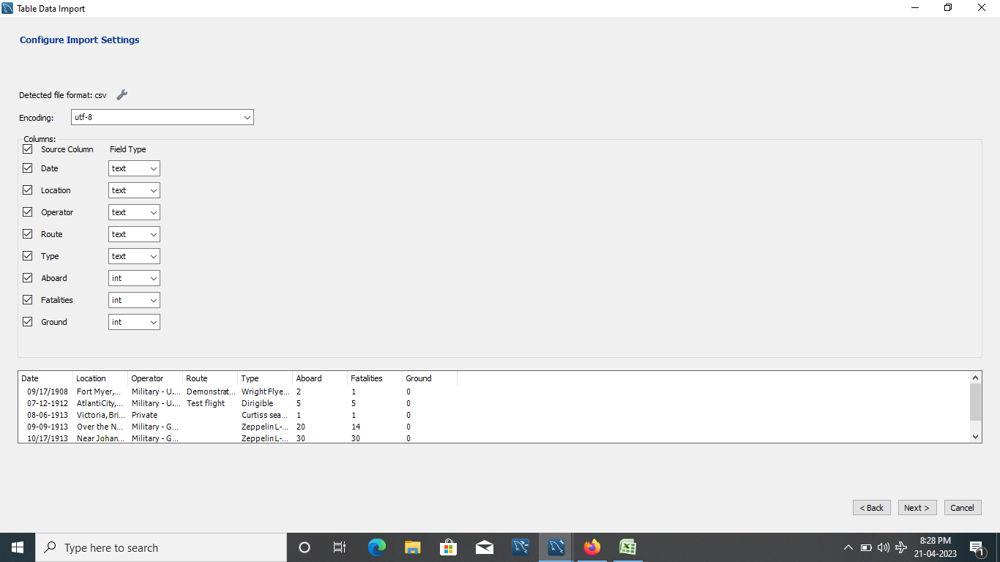 Table Data Import
Configure Import Settings
Detected file format: csv
Encoding: utf-8
Columns:
Source Column Field Type
Date text
Location text
Operator text
Route text
Type text
Aboard int
Fatalities int
Ground int
Date Location Operator Route Type Aboard Fatalities Ground
09/17/1908 Fort Myer,... Military - U.... Demonstrat... Wright Flye... 2 1 0
07-12-1912 AtlantiCity,... Military - U.... Test flight Dirigible 5 5 0
08-06-1913 Victoria, Bri... Private Curtiss sea... 1 1 0
09-09-1913 Over the N... Military - G... Zeppelin L-... 20 14 0
10/17/1913 Near Johan... Military - G... Zeppelin L-... 30 30 0
< Back Next > Cancel
Type here to search
8:28 PM
21-04-2023
1